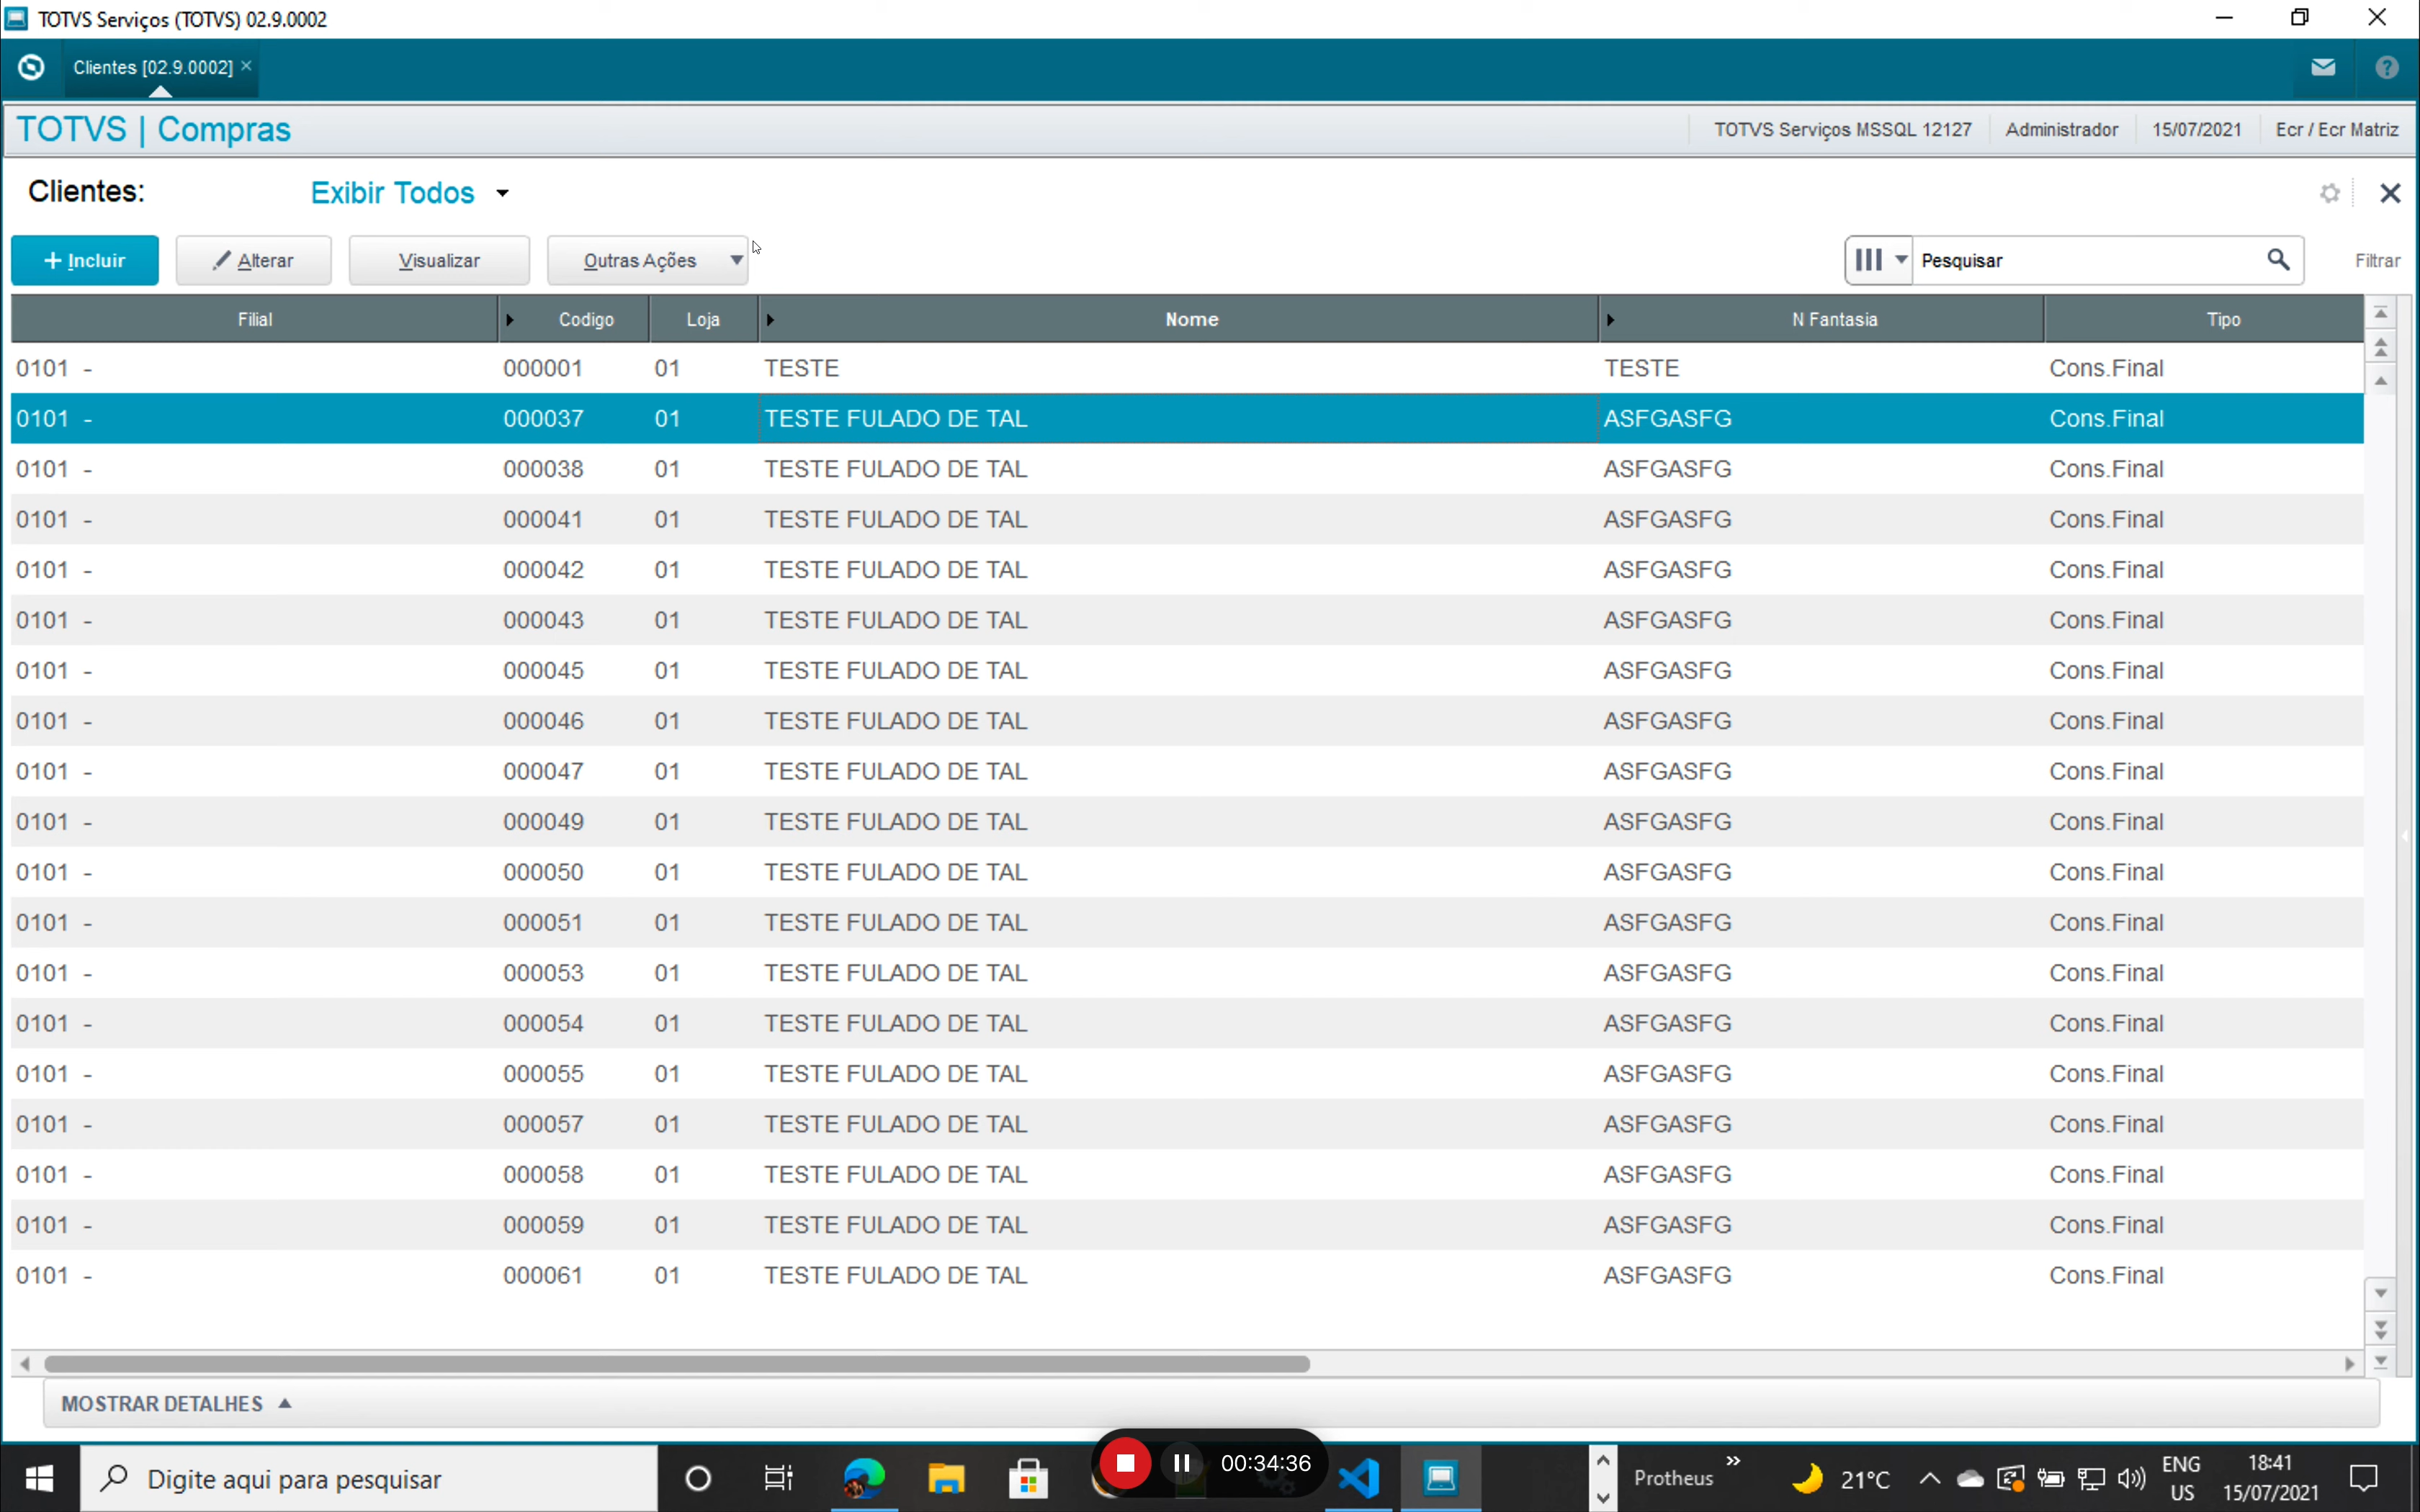 TOTVS Serviços (TOTVS) 02.9.0002
Clientes [02.9.0002]
TOTVS | Compras TOTVS Serviços MSSQL 12127 Administrador 15/07/2021 Ecr / Ecr Matriz
Clientes: Exibir Todos
+ Incluir Alterar Visualizar Outras Ações Pesquisar Filtrar
Filial Codigo Loja Nome N Fantasia Tipo
0101 - 000001 01 TESTE TESTE Cons.Final
0101 - 000037 01 TESTE FULADO DE TAL ASFGASFG Cons.Final
0101 - 000038 01 TESTE FULADO DE TAL ASFGASFG Cons.Final
0101 - 000041 01 TESTE FULADO DE TAL ASFGASFG Cons.Final
0101 - 000042 01 TESTE FULADO DE TAL ASFGASFG Cons.Final
0101 - 000043 01 TESTE FULADO DE TAL ASFGASFG Cons.Final
0101 - 000045 01 TESTE FULADO DE TAL ASFGASFG Cons.Final
0101 - 000046 01 TESTE FULADO DE TAL ASFGASFG Cons.Final
0101 - 000047 01 TESTE FULADO DE TAL ASFGASFG Cons.Final
0101 - 000049 01 TESTE FULADO DE TAL ASFGASFG Cons.Final
0101 - 000050 01 TESTE FULADO DE TAL ASFGASFG Cons.Final
0101 - 000051 01 TESTE FULADO DE TAL ASFGASFG Cons.Final
0101 - 000053 01 TESTE FULADO DE TAL ASFGASFG Cons.Final
0101 - 000054 01 TESTE FULADO DE TAL ASFGASFG Cons.Final
0101 - 000055 01 TESTE FULADO DE TAL ASFGASFG Cons.Final
0101 - 000057 01 TESTE FULADO DE TAL ASFGASFG Cons.Final
0101 - 000058 01 TESTE FULADO DE TAL ASFGASFG Cons.Final
0101 - 000059 01 TESTE FULADO DE TAL ASFGASFG Cons.Final
0101 - 000061 01 TESTE FULADO DE TAL ASFGASFG Cons.Final
MOSTRAR DETALHES
Digite aqui para pesquisar 00:34:36 Protheus 21°C ENG 18:41
US 15/07/2021